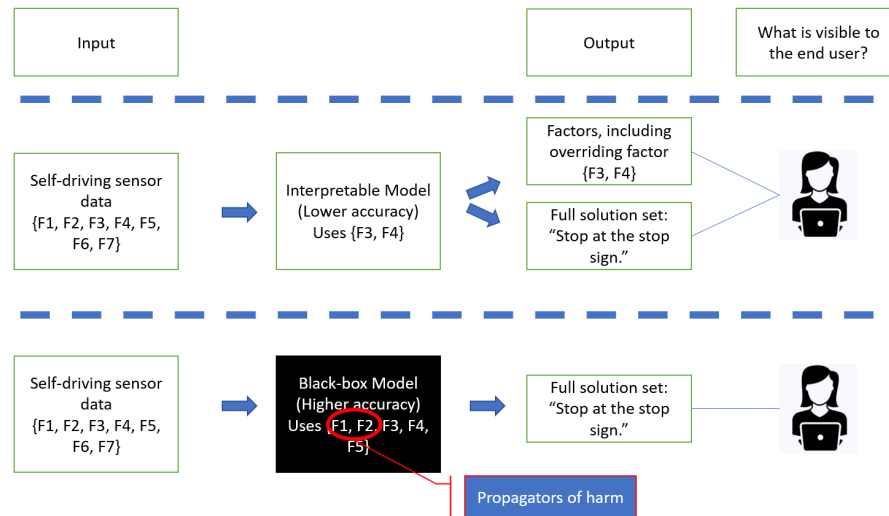 Input
Output
What is visible to
the end user?
Self-driving sensor
data
{F1, F2, F3, F4, F5,
F6, F7}
Interpretable Model
(Lower accuracy)
Uses {F3, F4}
Factors, including
overriding factor
{F3, F4}
Full solution set:
“Stop at the stop
sign.”
Self-driving sensor
data
{F1, F2, F3, F4, F5,
F6, F7}
Black-box Model
(Higher accuracy)
Uses {F1, F2, F3, F4,
F5}
Full solution set:
“Stop at the stop
sign.”
Propagators of harm